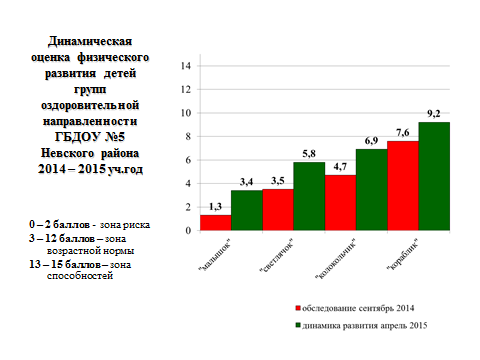 Динамическая
оценка физического
развития детей
групп
оздоровительной
направленности
ГБДОУ №5
Невского района
2014 – 2015 уч.год
0 – 2 баллов - зона риска
3 – 12 баллов – зона
возрастной нормы
13 – 15 баллов – зона
способностей
14
12
10
8
6
4
2
0
1,3
3,4
3,5
5,8
4,7
6,9
7,6
9,2
"малышок"
"светлячок"
"колокольчик"
"кораблик"
обследование сентябрь 2014
динамика развития апрель 2015